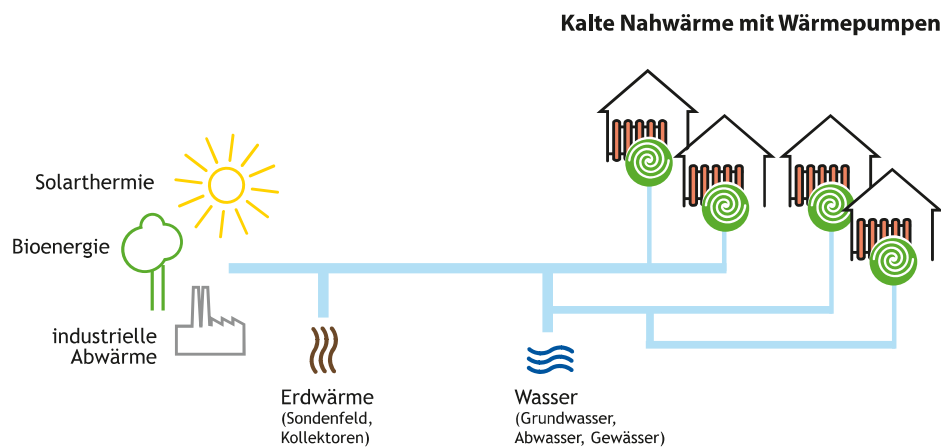 Kalte Nahwärme mit Wärmepumpen
Solarthermie
Bioenergie
industrielle
Abwärme
Erdwärme
(Sondenfeld,
Kollektoren)
Wasser
(Grundwasser,
Abwasser, Gewässer)